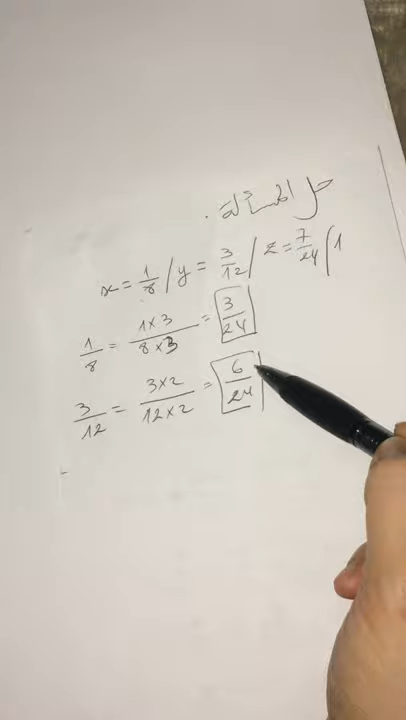 حل المسألة.
x = 1/8 / y = 3/12 / z = 7/24 / 1
1/8 = 1×3/8×3 = 3/24
3/12 = 3×2/12×2 = 6/24